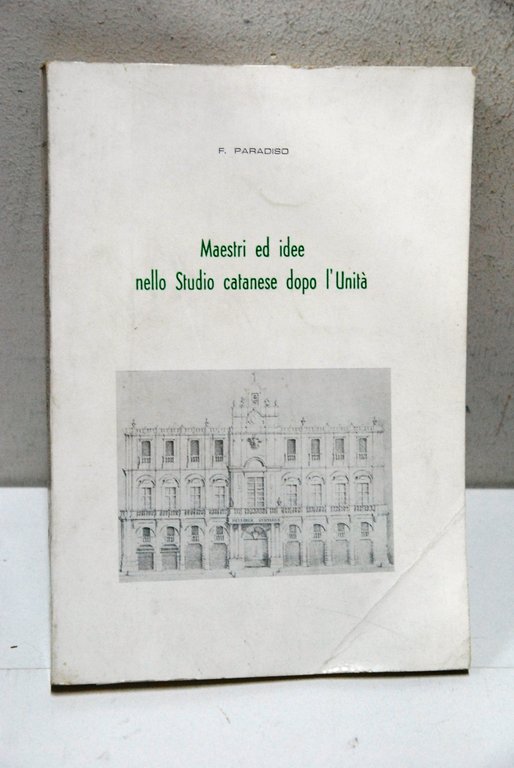 F. PARADISO
Maestri ed idee
nello Studio catanese dopo l'Unità